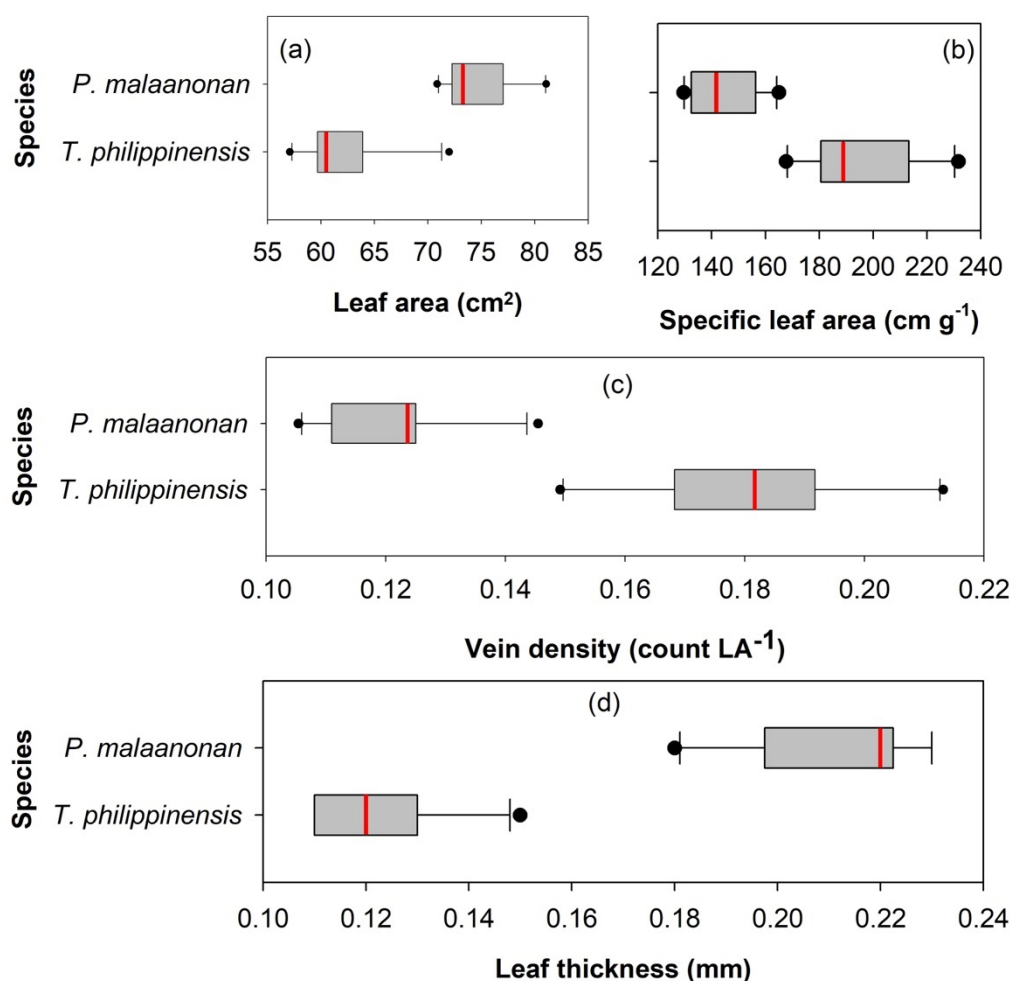 (a)
(b)
Species
P. malaanonan
T. philippinensis
55 60 65 70 75 80 85
120 140 160 180 200 220 240
Leaf area (cm²)
Specific leaf area (cm g⁻¹)
(c)
Species
P. malaanonan
T. philippinensis
0.10 0.12 0.14 0.16 0.18 0.20 0.22
Vein density (count LA⁻¹)
(d)
Species
P. malaanonan
T. philippinensis
0.10 0.12 0.14 0.16 0.18 0.20 0.22 0.24
Leaf thickness (mm)